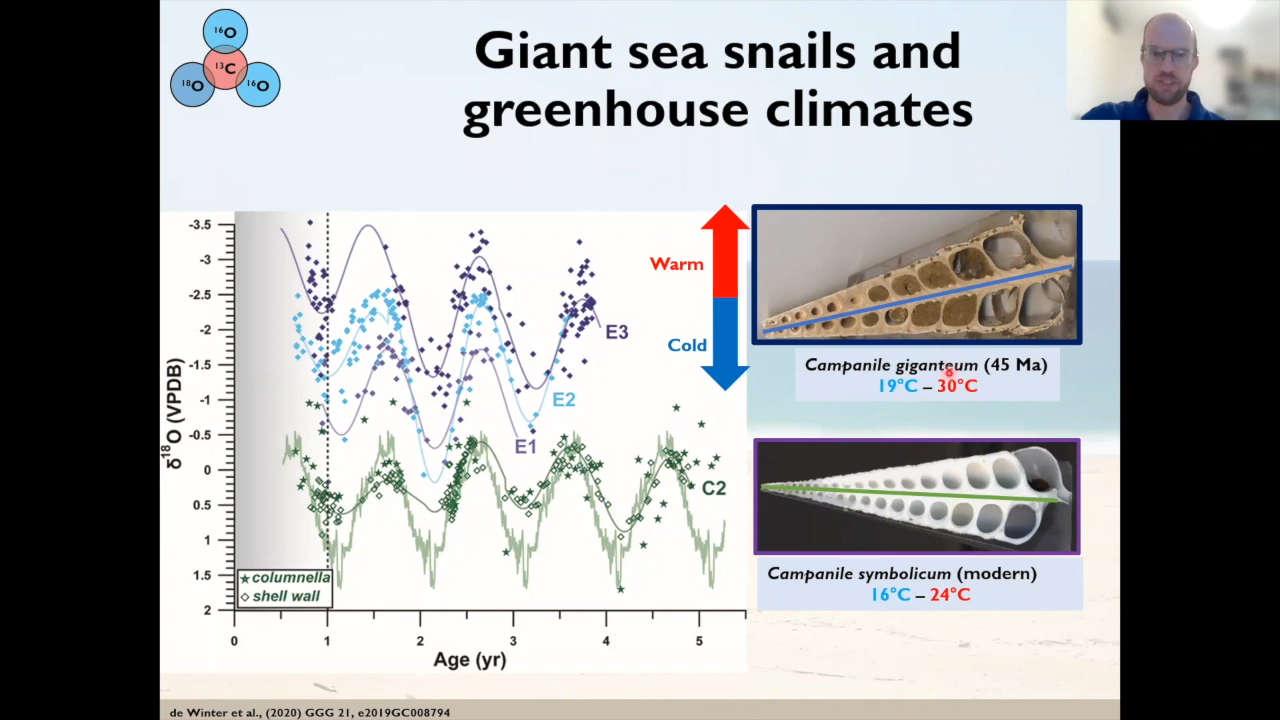 16O
13C
18O
16O
Giant sea snails and
greenhouse climates
-3.5
-3
-2.5
-2
-1.5
-1
-0.5
0
0.5
1
1.5
2
δ18O (VPDB)
E3
E2
E1
C2
★ columnella
◇ shell wall
0 1 2 3 4 5
Age (yr)
Warm
Cold
Campanile giganteum (45 Ma)
19°C – 30°C
Campanile symbolicum (modern)
16°C – 24°C
de Winter et al., (2020) GGG 21, e2019GC008794